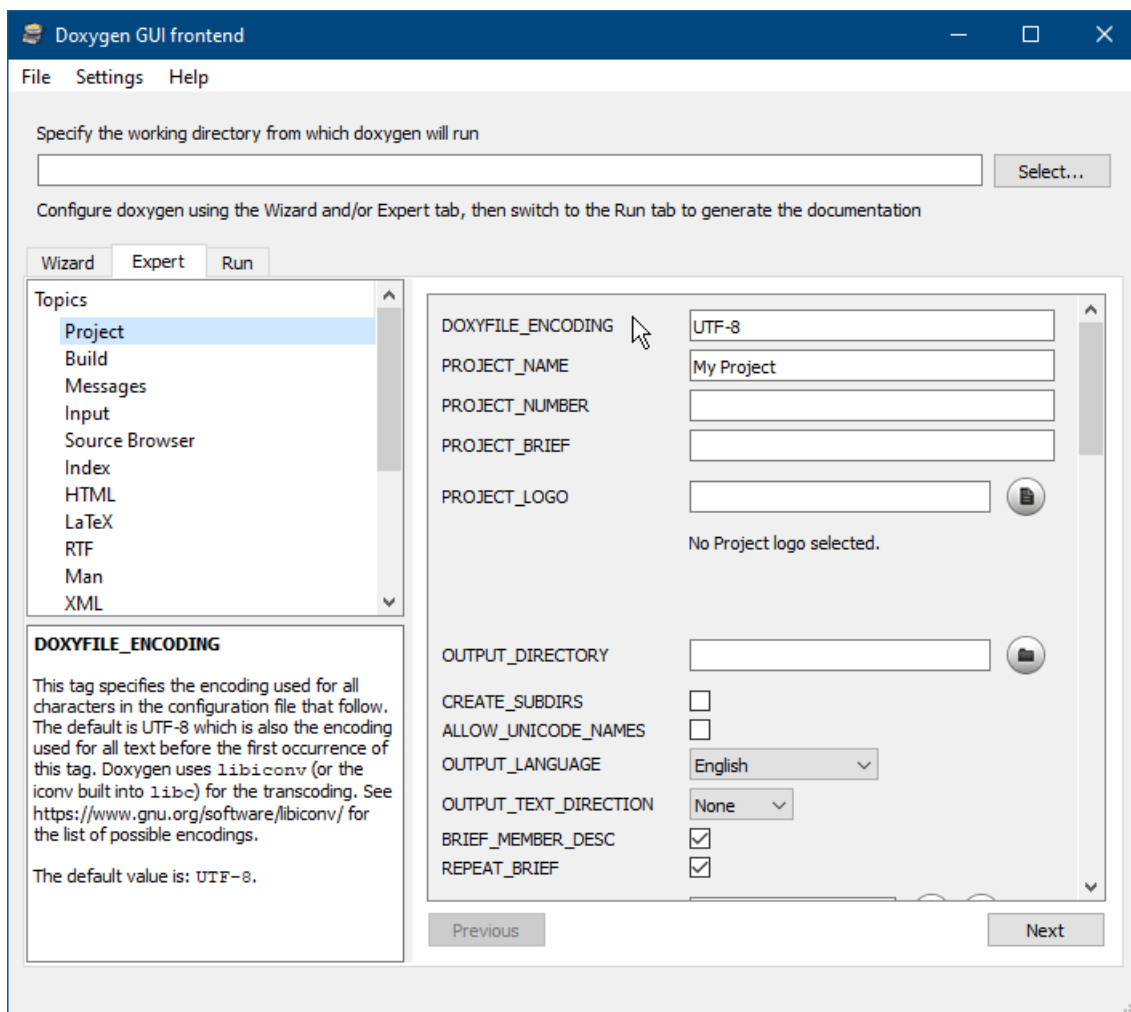 Doxygen GUI frontend
File Settings Help
Specify the working directory from which doxygen will run
Select...
Configure doxygen using the Wizard and/or Expert tab, then switch to the Run tab to generate the documentation
Wizard Expert Run
Topics
Project
Build
Messages
Input
Source Browser
Index
HTML
LaTeX
RTF
Man
XML
DOXYFILE_ENCODING
This tag specifies the encoding used for all
characters in the configuration file that follow.
The default is UTF-8 which is also the encoding
used for all text before the first occurrence of
this tag. Doxygen uses libiconv (or the
iconv built into libc) for the transcoding. See
https://www.gnu.org/software/libiconv/ for
the list of possible encodings.
The default value is: UTF-8.
DOXYFILE_ENCODING UTF-8
PROJECT_NAME My Project
PROJECT_NUMBER
PROJECT_BRIEF
PROJECT_LOGO
No Project logo selected.
OUTPUT_DIRECTORY
CREATE_SUBDIRS
ALLOW_UNICODE_NAMES
OUTPUT_LANGUAGE English
OUTPUT_TEXT_DIRECTION None
BRIEF_MEMBER_DESC
REPEAT_BRIEF
Previous Next